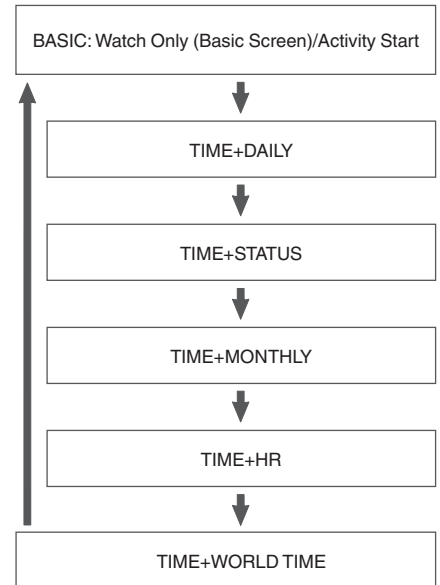 BASIC: Watch Only (Basic Screen)/Activity Start
TIME+DAILY
TIME+STATUS
TIME+MONTHLY
TIME+HR
TIME+WORLD TIME